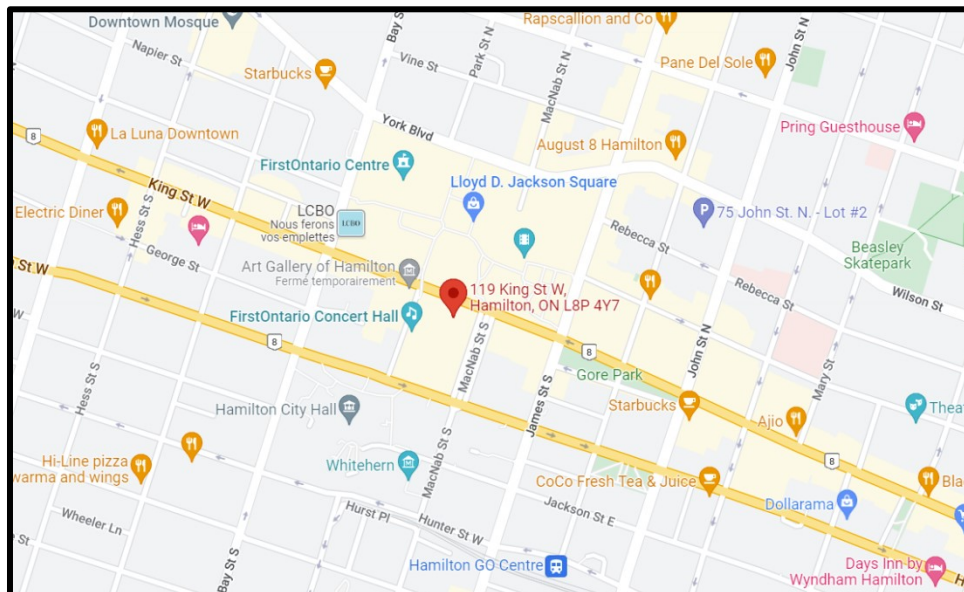 Downtown Mosque
Bay S
Rapscallion and Co
John St N
Napier St
Park St N
Vine St
MacNab St N
Starbucks
Pane Del Sole
8
La Luna Downtown
York Blvd
August 8 Hamilton
Pring Guesthouse
FirstOntario Centre
Lloyd D. Jackson Square
King St W
Hess St S
Electric Diner
LCBO
Nous ferons
vos emplettes
LCBO
P
75 John St. N. - Lot #2
Rebecca St
Beasley
Skatepark
George St
St W
Art Gallery of Hamilton
Fermé temporairement
119 King St W,
Hamilton, ON L8P 4Y7
Rebecca St
Wilson St
FirstOntario Concert Hall
8
8
MacNab St S
John St N
Mary St
Gore Park
Hess St S
James St S
Hamilton City Hall
Starbucks
Ajio
Theat
Hi-Line pizza
warma and wings
Whitehern
MacNab St S
CoCo Fresh Tea & Juice
8
Bla
Dollarama
Wheeler Ln
Hurst Pl
Hunter St W
Jackson St E
Bay St S
Hamilton GO Centre
Days Inn by
Wyndham Hamilton
H